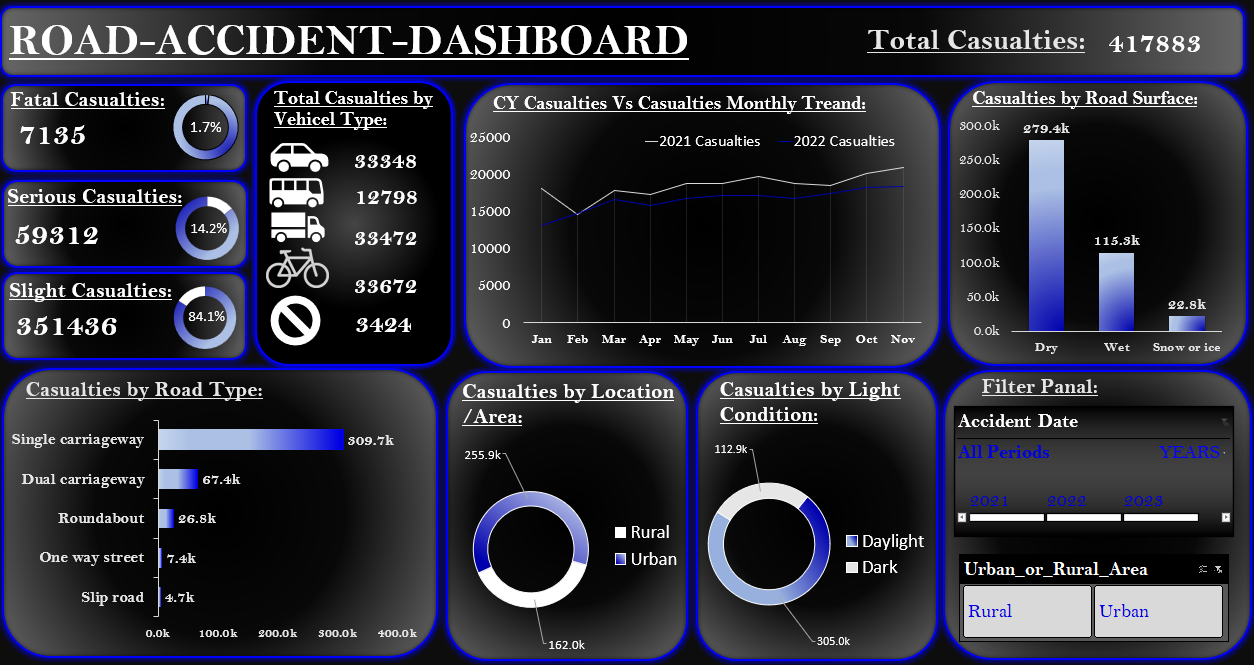 ROAD-ACCIDENT-DASHBOARD
Total Casualties: 417883
Fatal Casualties:
7135
1.7%
Serious Casualties:
59312
14.2%
Slight Casualties:
351436
84.1%
Total Casualties by
Vehicel Type:
33348
12798
33472
33672
3424
CY Casualties Vs Casualties Monthly Treand:
2021 Casualties 2022 Casualties
25000
20000
15000
10000
5000
0
Jan Feb Mar Apr May Jun Jul Aug Sep Oct Nov
Casualties by Road Surface:
300.0k
250.0k
200.0k
150.0k
100.0k
50.0k
0.0k
279.4k
115.3k
22.8k
Dry Wet Snow or ice
Casualties by Road Type:
Single carriageway 309.7k
Dual carriageway 67.4k
Roundabout 26.8k
One way street 7.4k
Slip road 4.7k
0.0k 100.0k 200.0k 300.0k 400.0k
Casualties by Location
/Area:
255.9k
Rural
Urban
162.0k
Casualties by Light
Condition:
112.9k
Daylight
Dark
305.0k
Filter Panal:
Accident Date
All Periods YEARS
2021 2022 2023
Urban_or_Rural_Area
Rural Urban